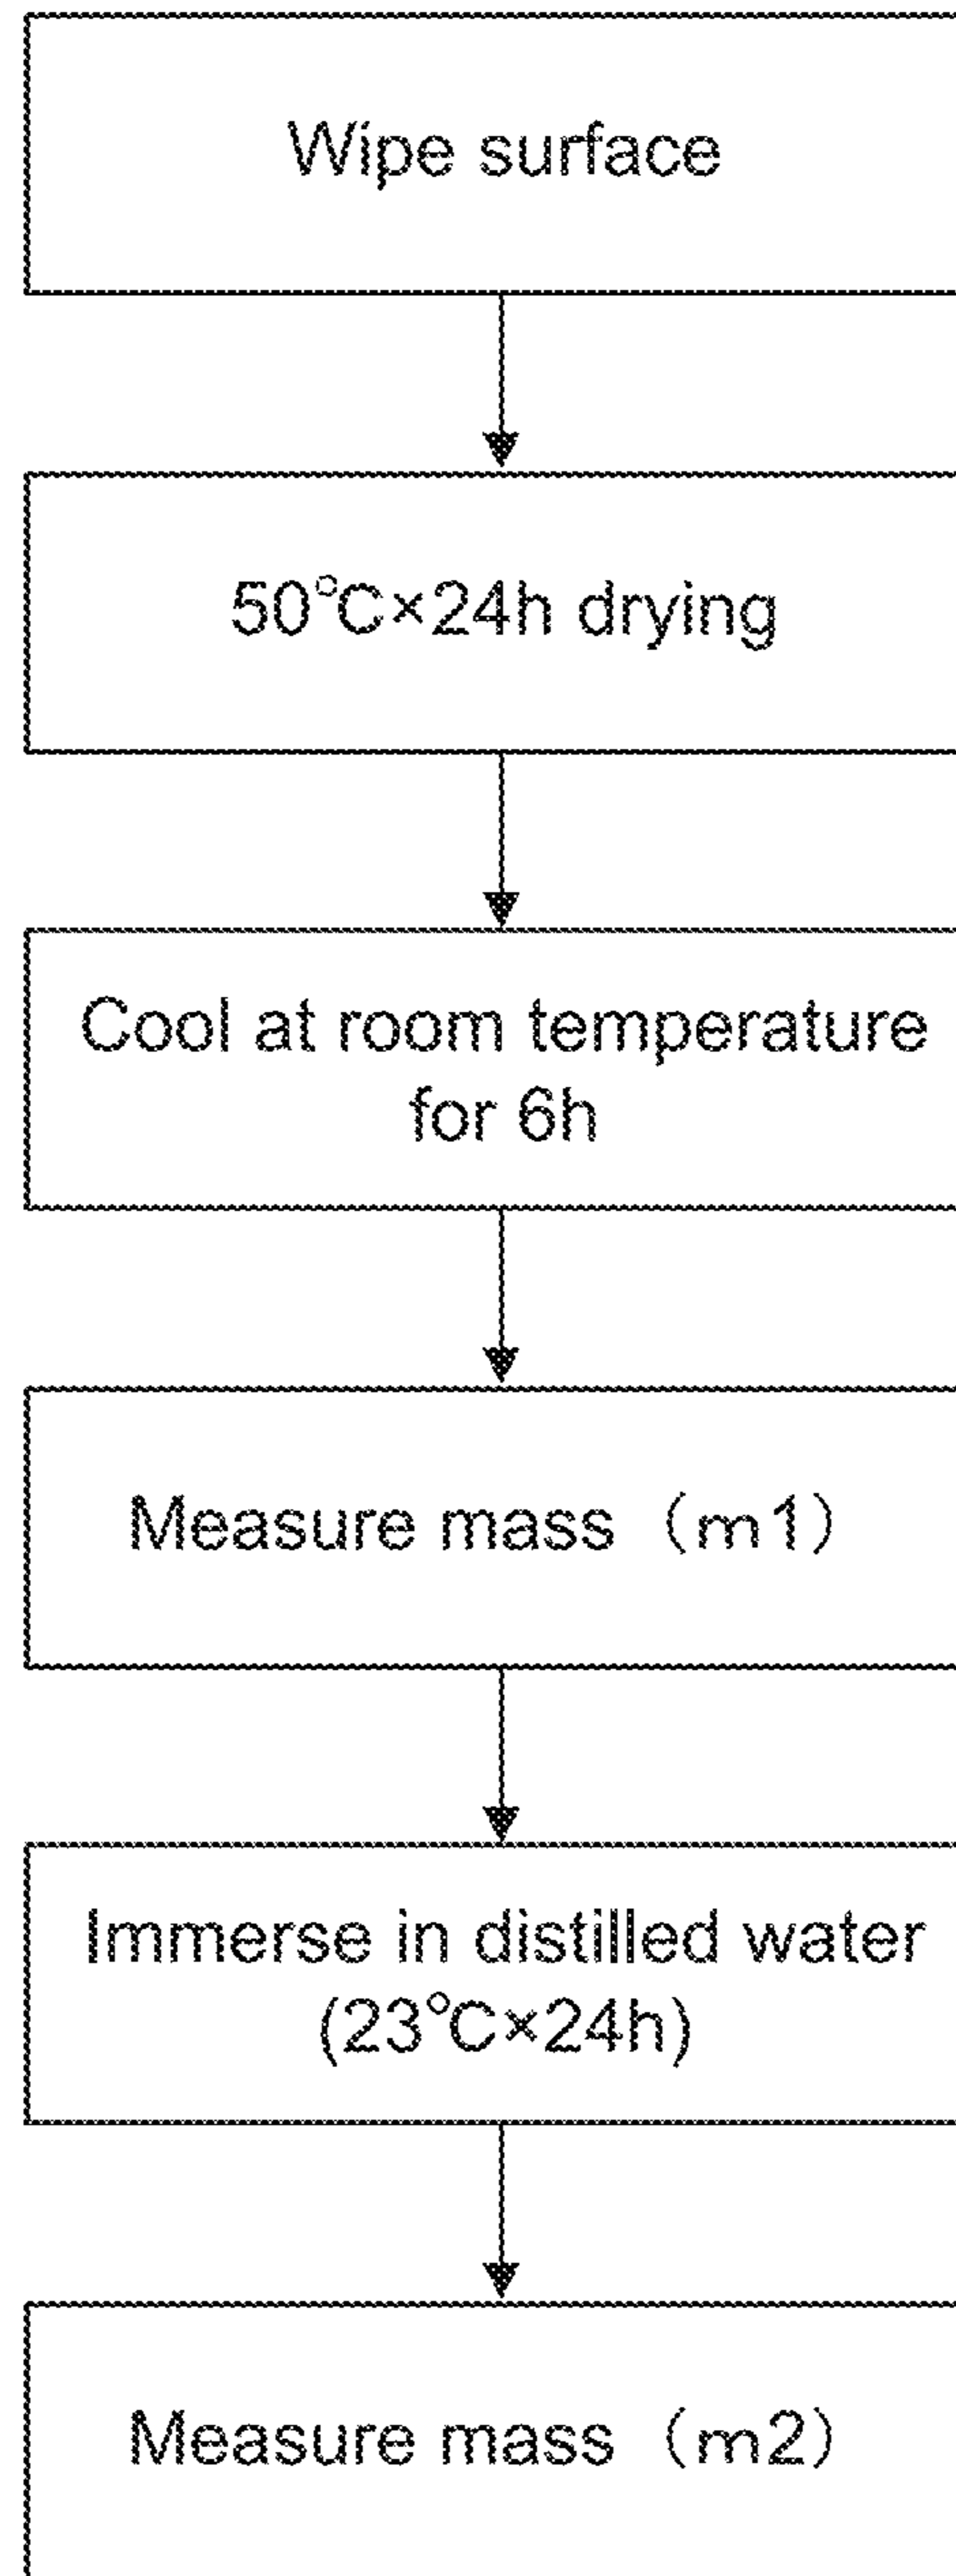 Wipe surface
50℃×24h drying
Cool at room temperature
for 6h
Measure mass（m1）
Immerse in distilled water
(23℃×24h)
Measure mass（m2）